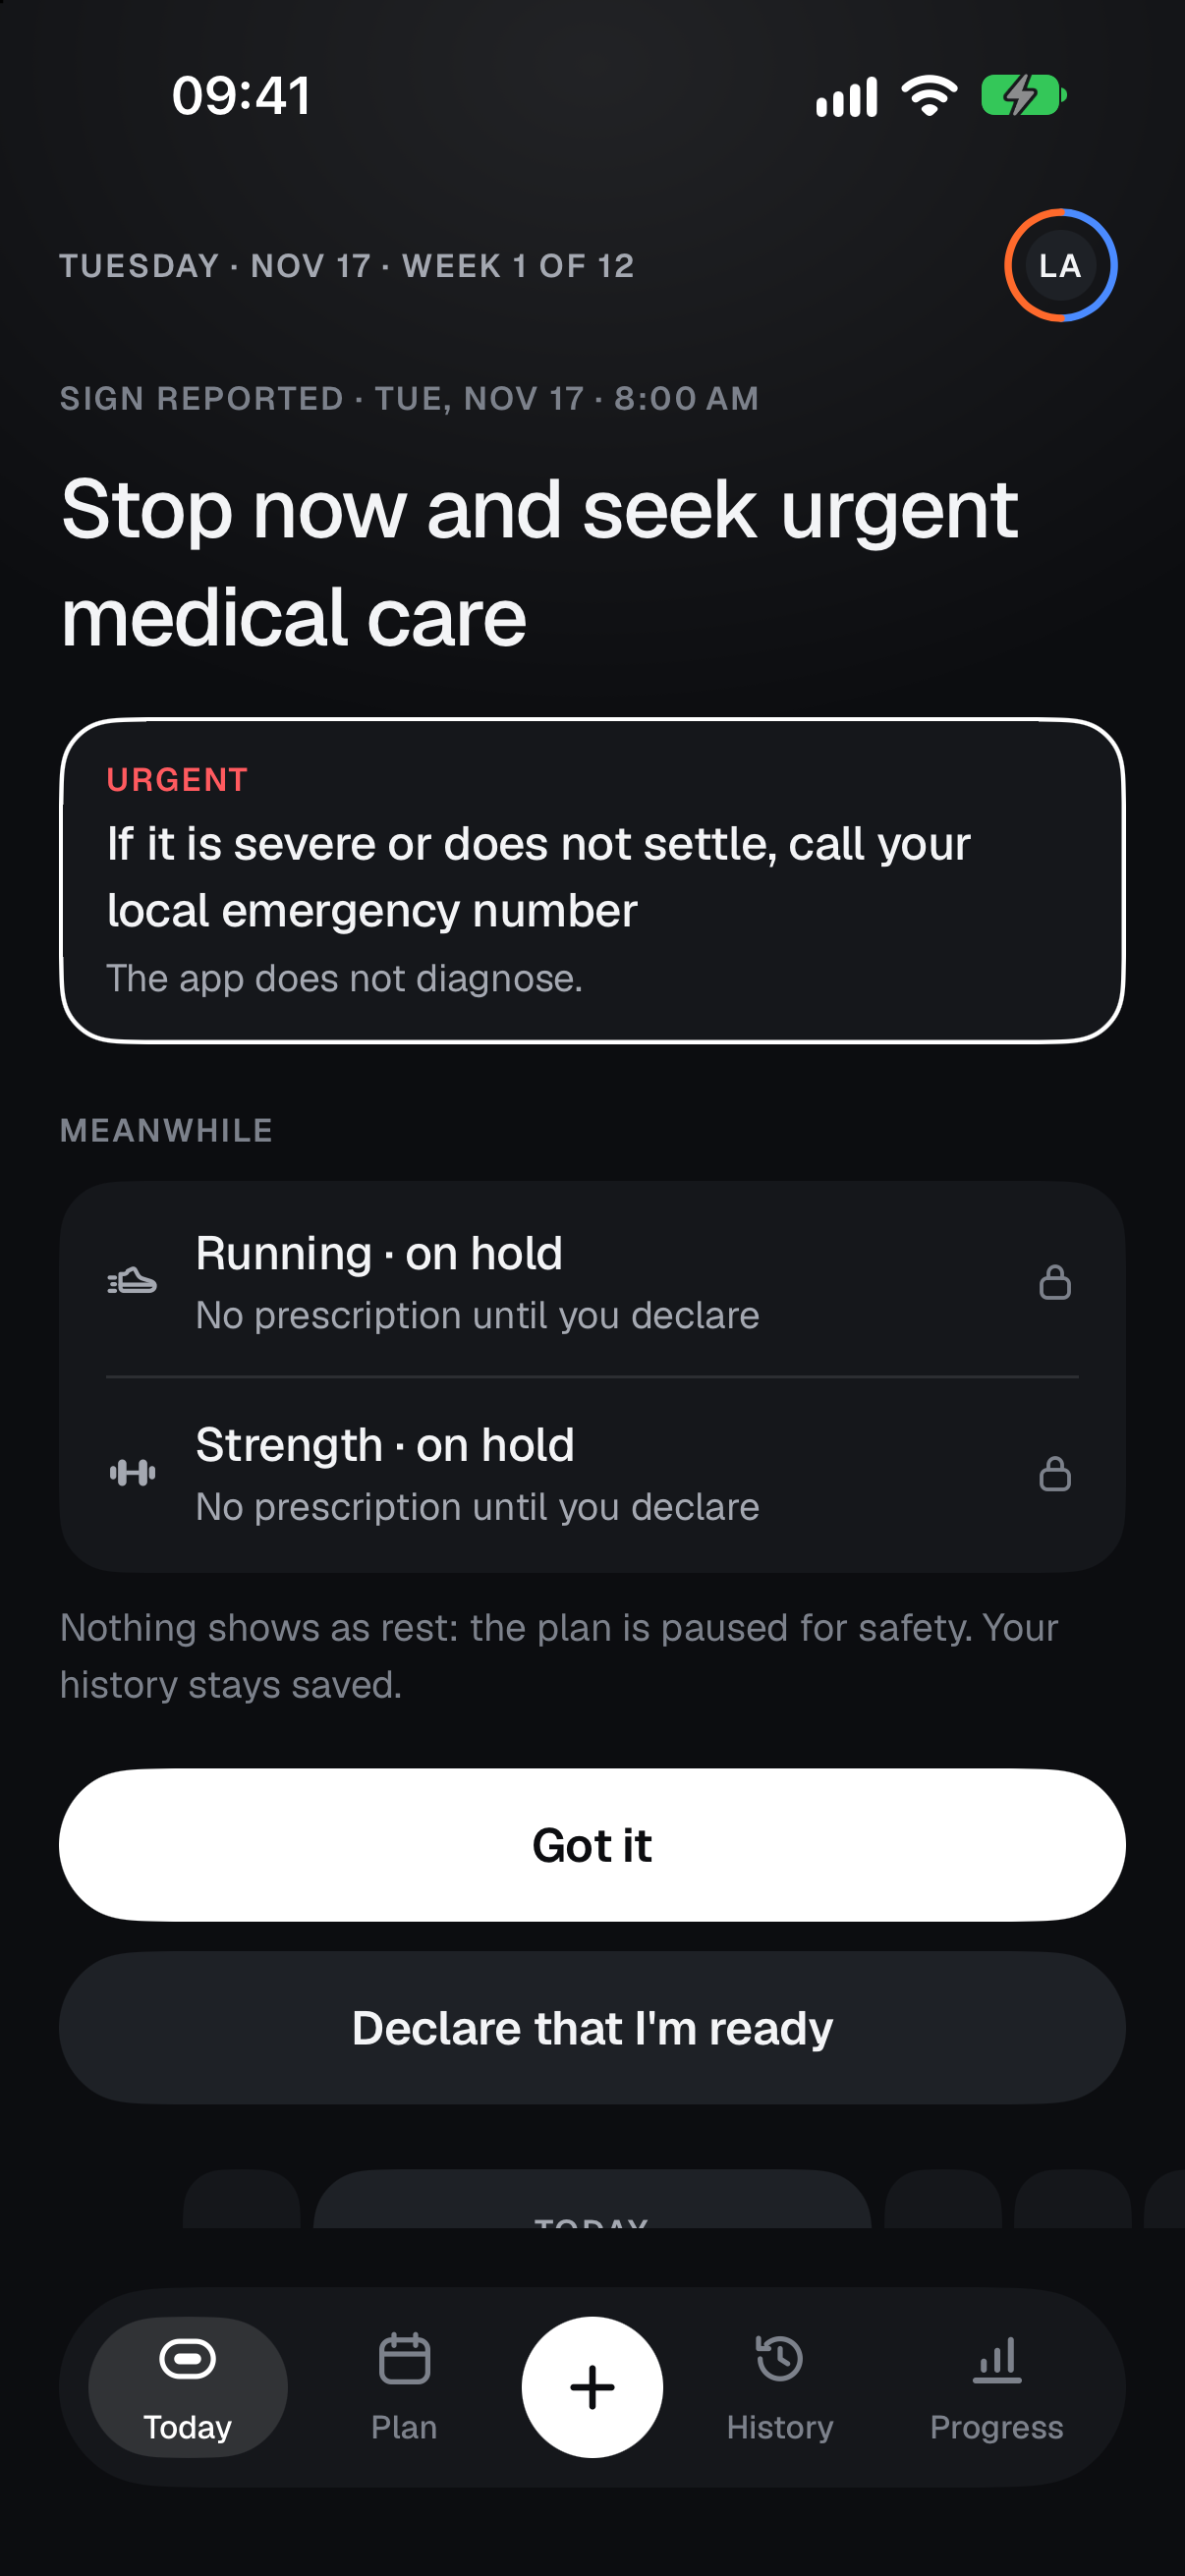 09:41
TUESDAY · NOV 17 · WEEK 1 OF 12
LA
SIGN REPORTED · TUE, NOV 17 · 8:00 AM
Stop now and seek urgent
medical care
URGENT
If it is severe or does not settle, call your
local emergency number
The app does not diagnose.
MEANWHILE
Running · on hold
No prescription until you declare
Strength · on hold
No prescription until you declare
Nothing shows as rest: the plan is paused for safety. Your
history stays saved.
Got it
Declare that I'm ready
TODAY
Today
Plan
History
Progress